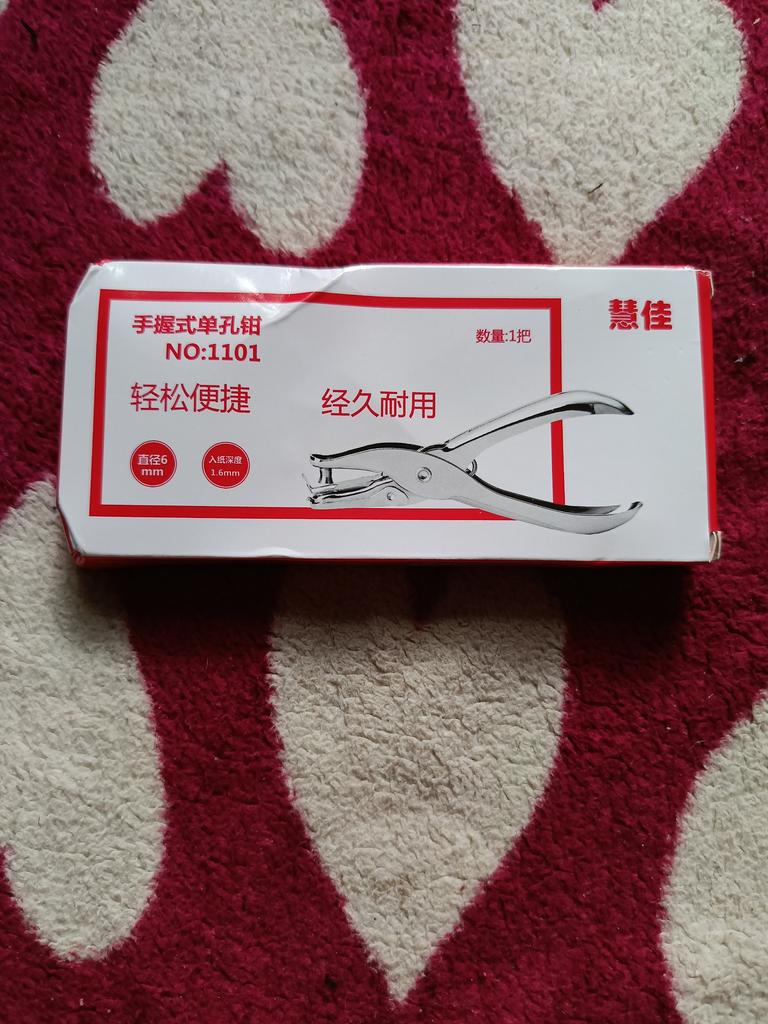 手握式单孔钳
NO:1101
数量:1把
慧佳
轻松便捷
经久耐用
直径6
mm
入纸深度
1.6mm